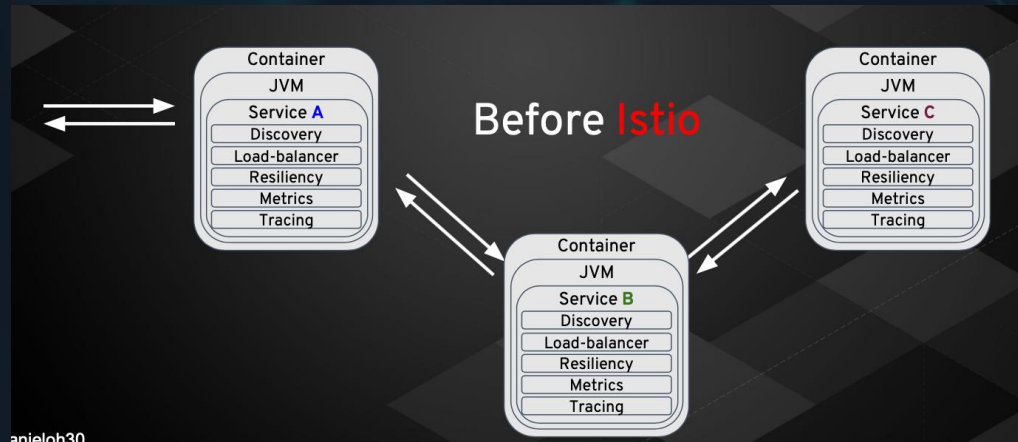 Container
JVM
Service A
Discovery
Load-balancer
Resiliency
Metrics
Tracing
Before Istio
Container
JVM
Service C
Discovery
Load-balancer
Resiliency
Metrics
Tracing
Container
JVM
Service B
Discovery
Load-balancer
Resiliency
Metrics
Tracing
anieloh30